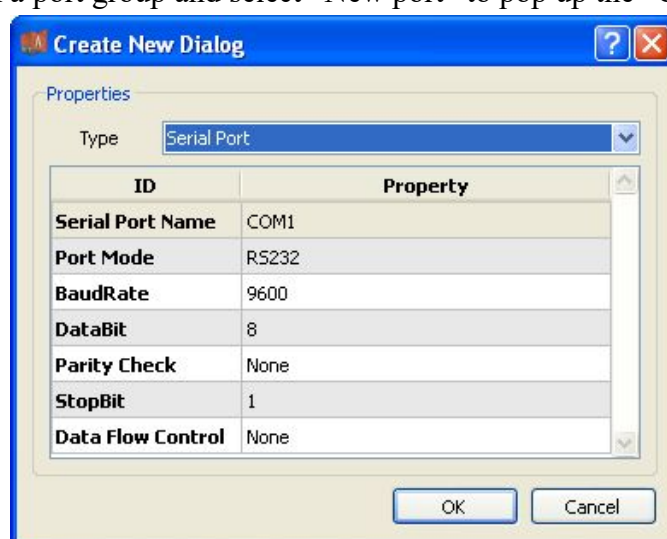 a port group and select "New port" to pop up the "
Create New Dialog
Properties
Type Serial Port
ID Property
Serial Port Name COM1
Port Mode RS232
BaudRate 9600
DataBit 8
Parity Check None
StopBit 1
Data Flow Control None
OK Cancel